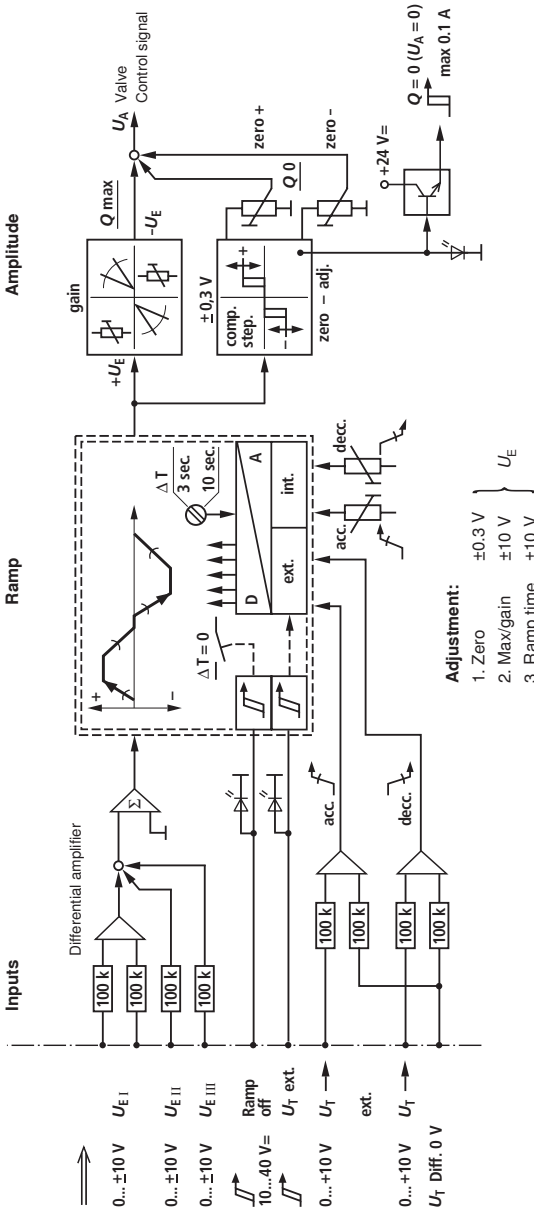 Inputs
Ramp
Amplitude
0... ±10 V U_E I
0... ±10 V U_E II
0... ±10 V U_E III
Ramp off
10...40 V=
U_T ext.
0... +10 V U_T
ext.
0... +10 V U_T
U_T Diff. 0 V
100 k
100 k
100 k
100 k
Differential amplifier
Σ
100 k
100 k
100 k
100 k
acc.
decc.
+
−
ΔT = 0
ΔT
3 sec.
10 sec.
D
A
ext.
int.
acc.
decc.
gain
Q max
+U_E
−U_E
± 0,3 V
comp. step.
+
−
zero − adj.
Q 0
U_A Valve
Control signal
zero +
zero -
+24 V=
Q = 0 (U_A = 0)
max 0.1 A
Adjustment:
1. Zero ±0.3 V
2. Max/gain ±10 V
3. Ramp time +10 V
U_E